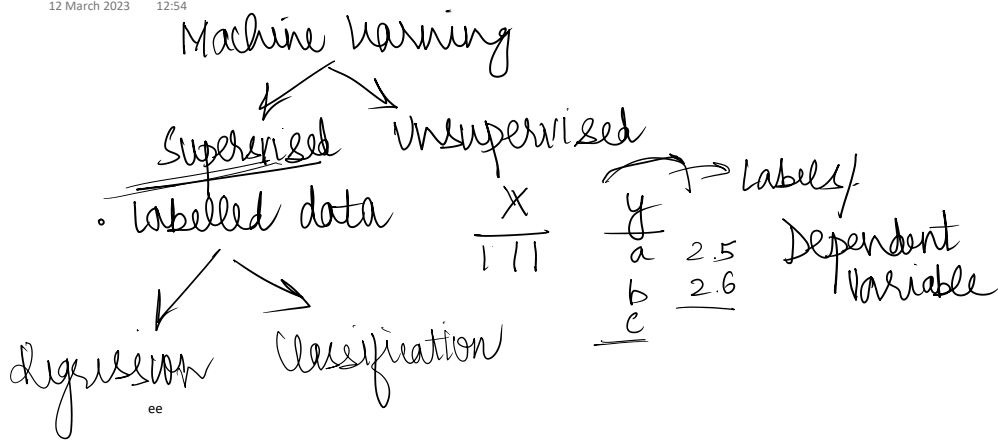 12 March 2023 12:54
Machine Learning
Supervised Unsupervised
• Labelled data
Regression Classification
ee
X
y
a 2.5
b 2.6
c
Labels/
Dependent
Variable